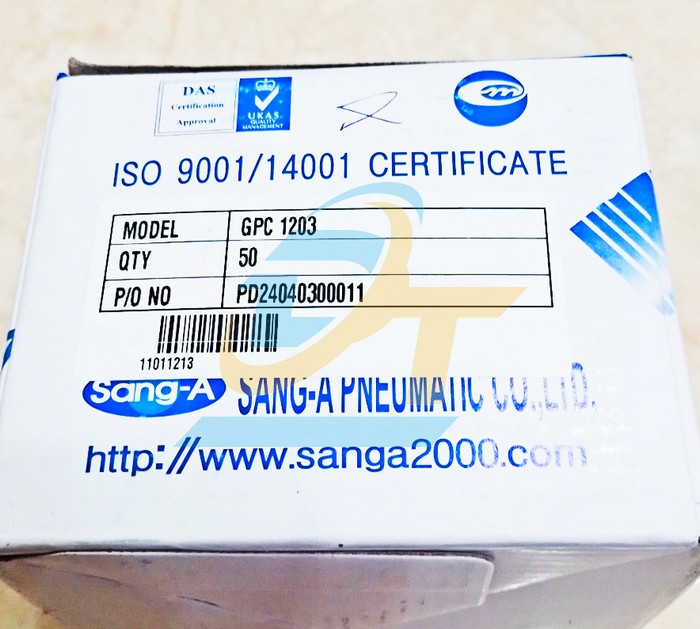 DAS
Certification
Approval
UKAS
QUALITY
MANAGEMENT
ISO 9001/14001 CERTIFICATE
MODEL GPC 1203
QTY 50
P/O NO PD24040300011
11011213
Sang-A SANG-A PNEUMATIC CO.,LTD.
http://www.sanga2000.com